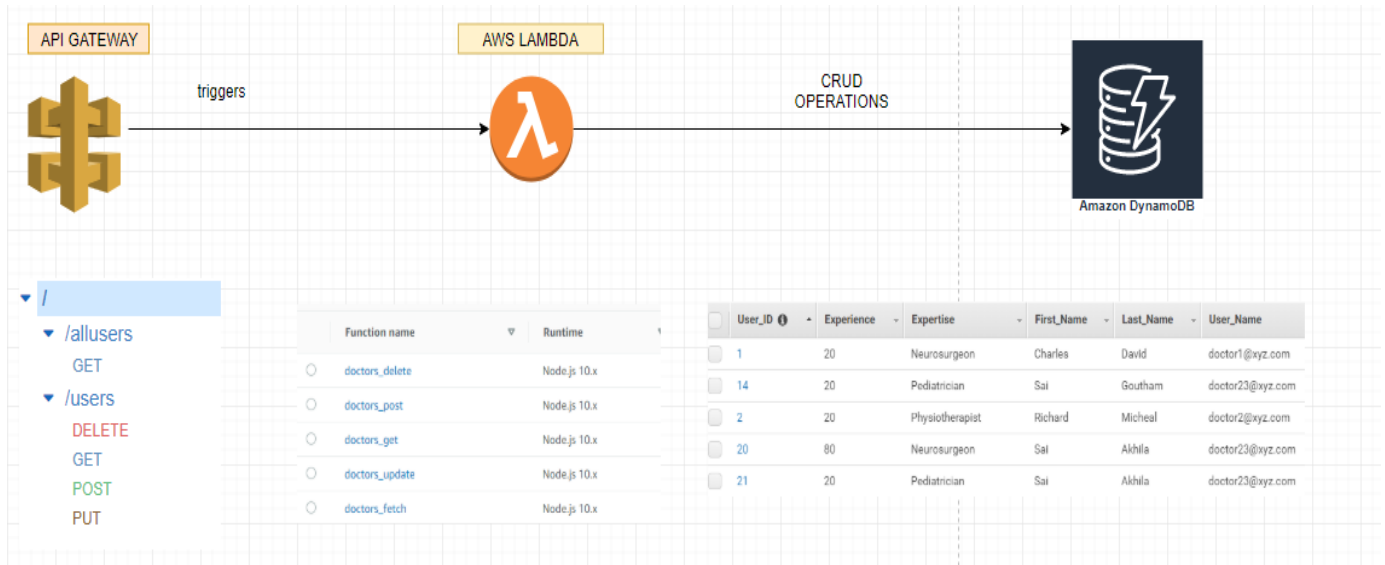 API GATEWAY
AWS LAMBDA
triggers
CRUD
OPERATIONS
Amazon DynamoDB
/
/allusers
GET
/users
DELETE
GET
POST
PUT
Function name Runtime
doctors_delete Node.js 10.x
doctors_post Node.js 10.x
doctors_get Node.js 10.x
doctors_update Node.js 10.x
doctors_fetch Node.js 10.x
User_ID Experience Expertise First_Name Last_Name User_Name
1 20 Neurosurgeon Charles David doctor1@xyz.com
14 20 Pediatrician Sai Goutham doctor23@xyz.com
2 20 Physiotherapist Richard Micheal doctor2@xyz.com
20 80 Neurosurgeon Sai Akhila doctor23@xyz.com
21 20 Pediatrician Sai Akhila doctor23@xyz.com